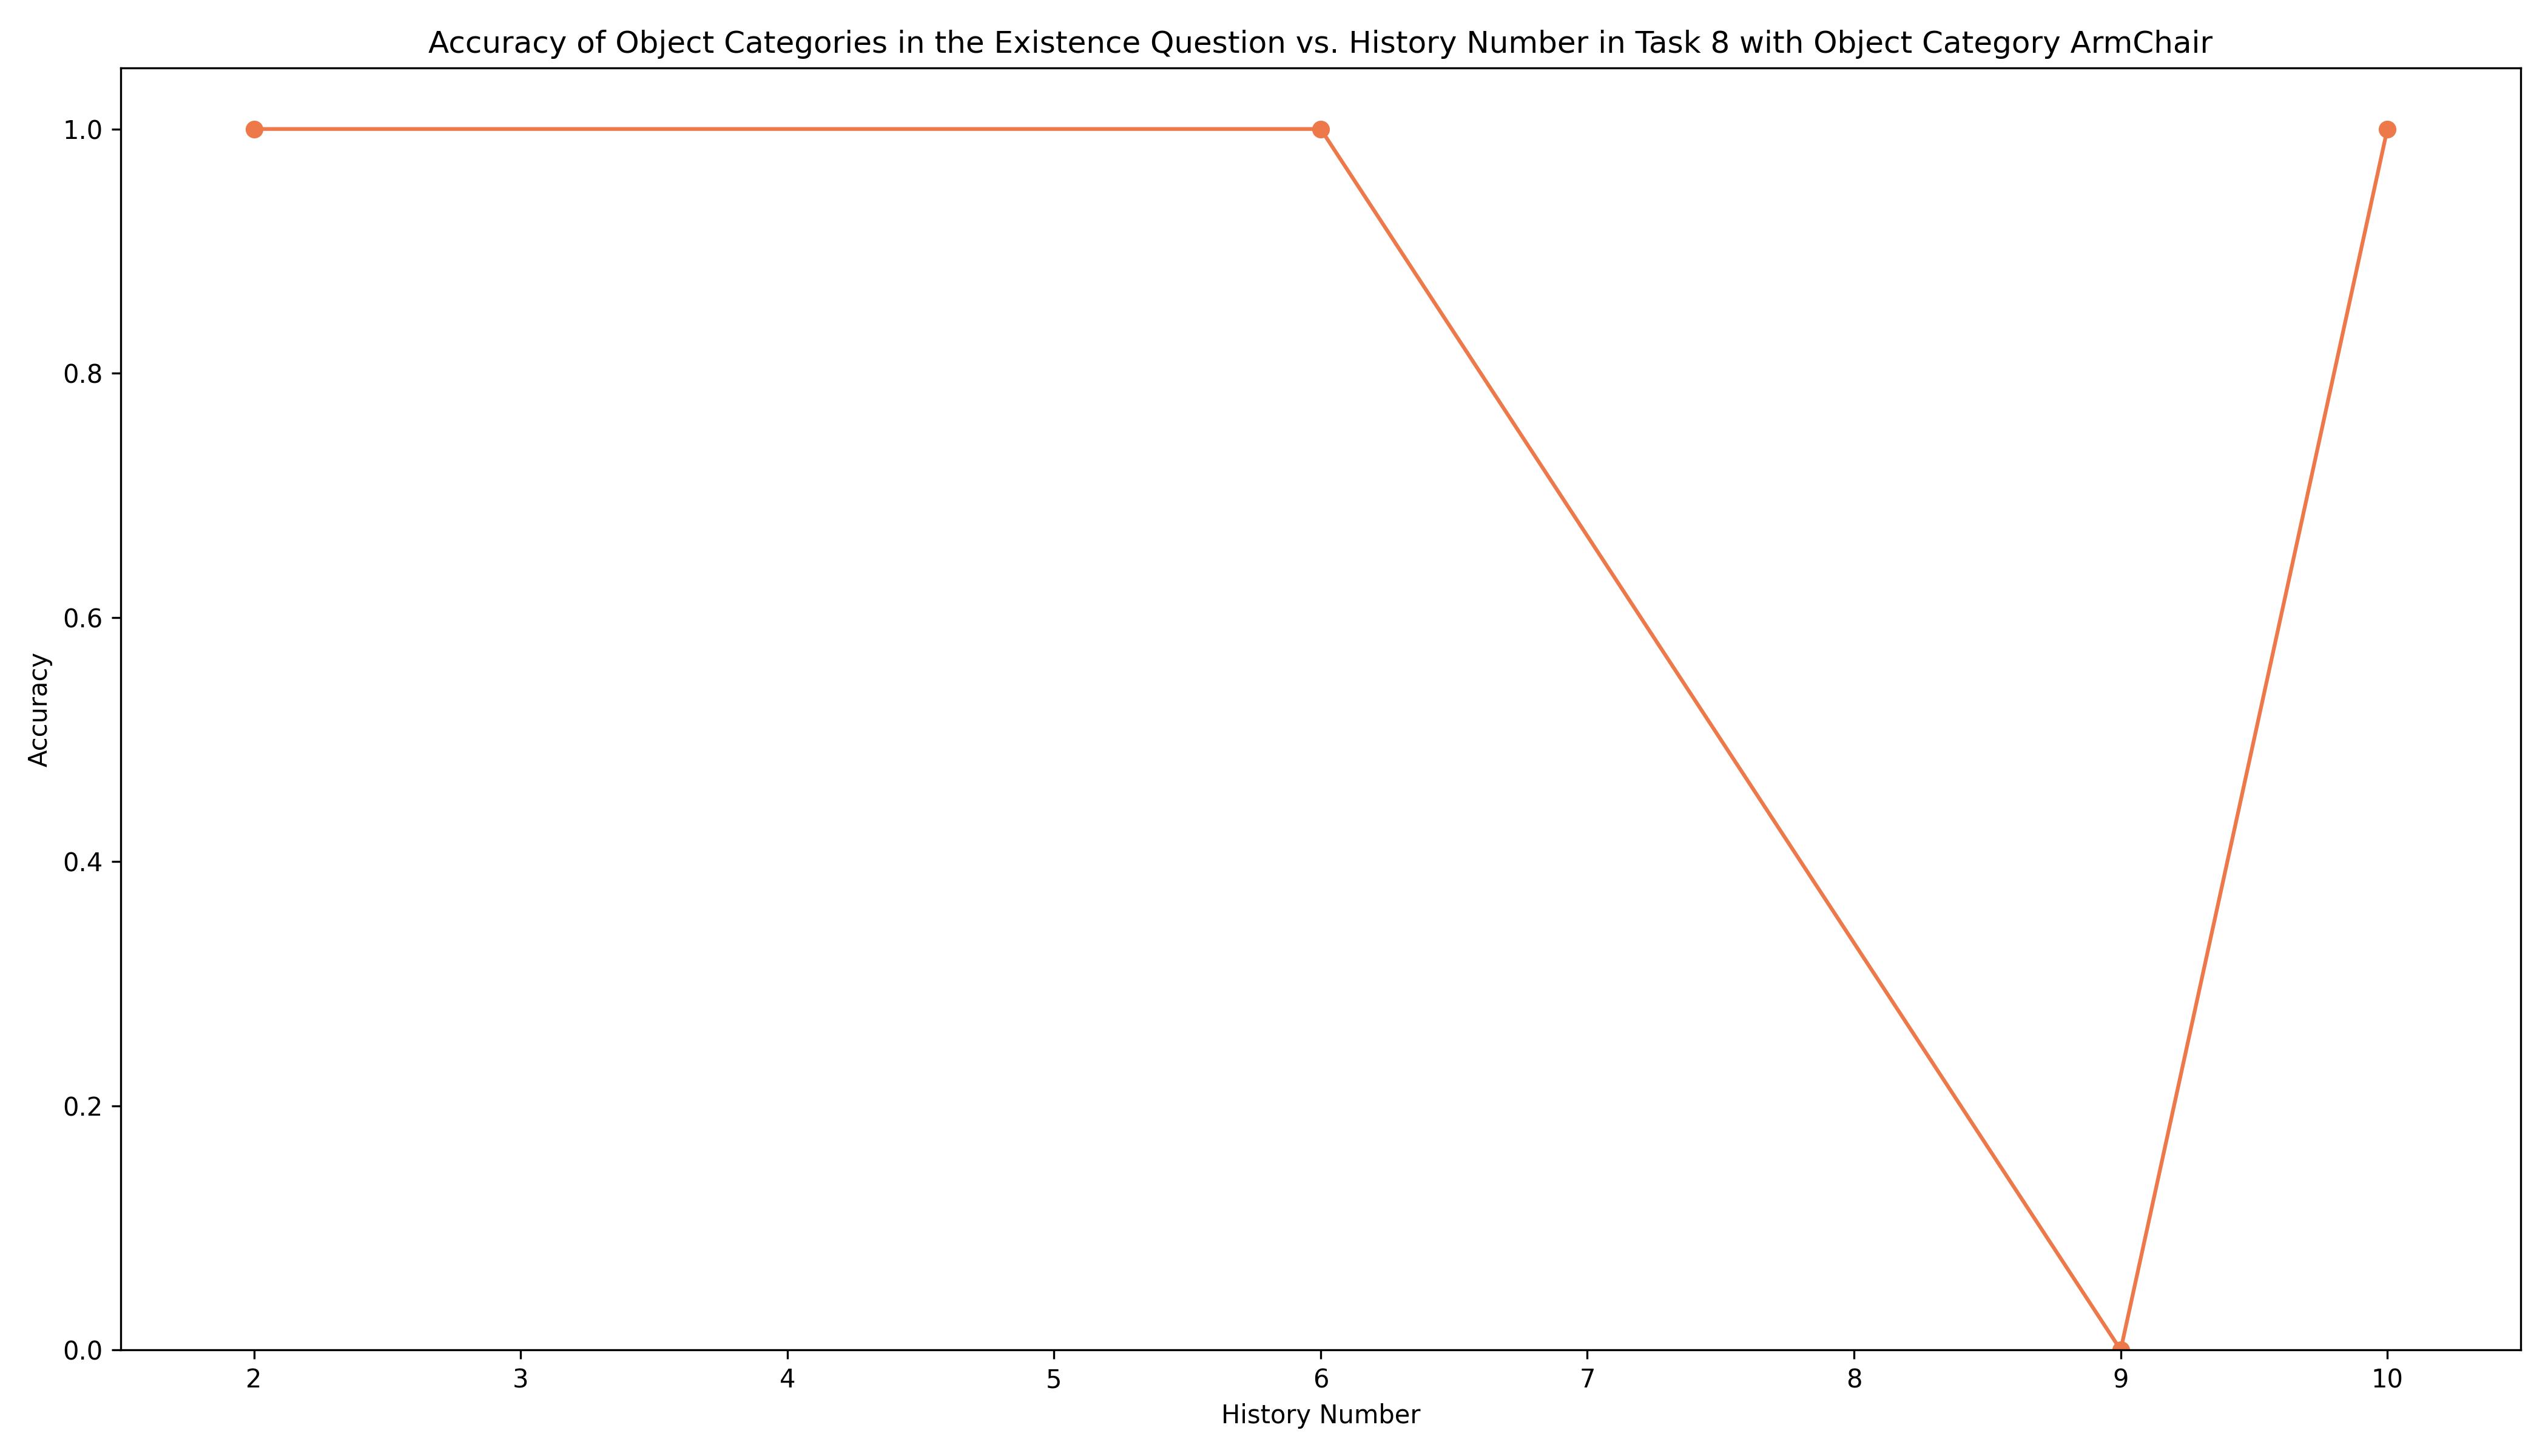 Accuracy of Object Categories in the Existence Question vs. History Number in Task 8 with Object Category ArmChair
1.0
0.8
0.6
0.4
0.2
0.0
Accuracy
2 3 4 5 6 7 8 9 10
History Number